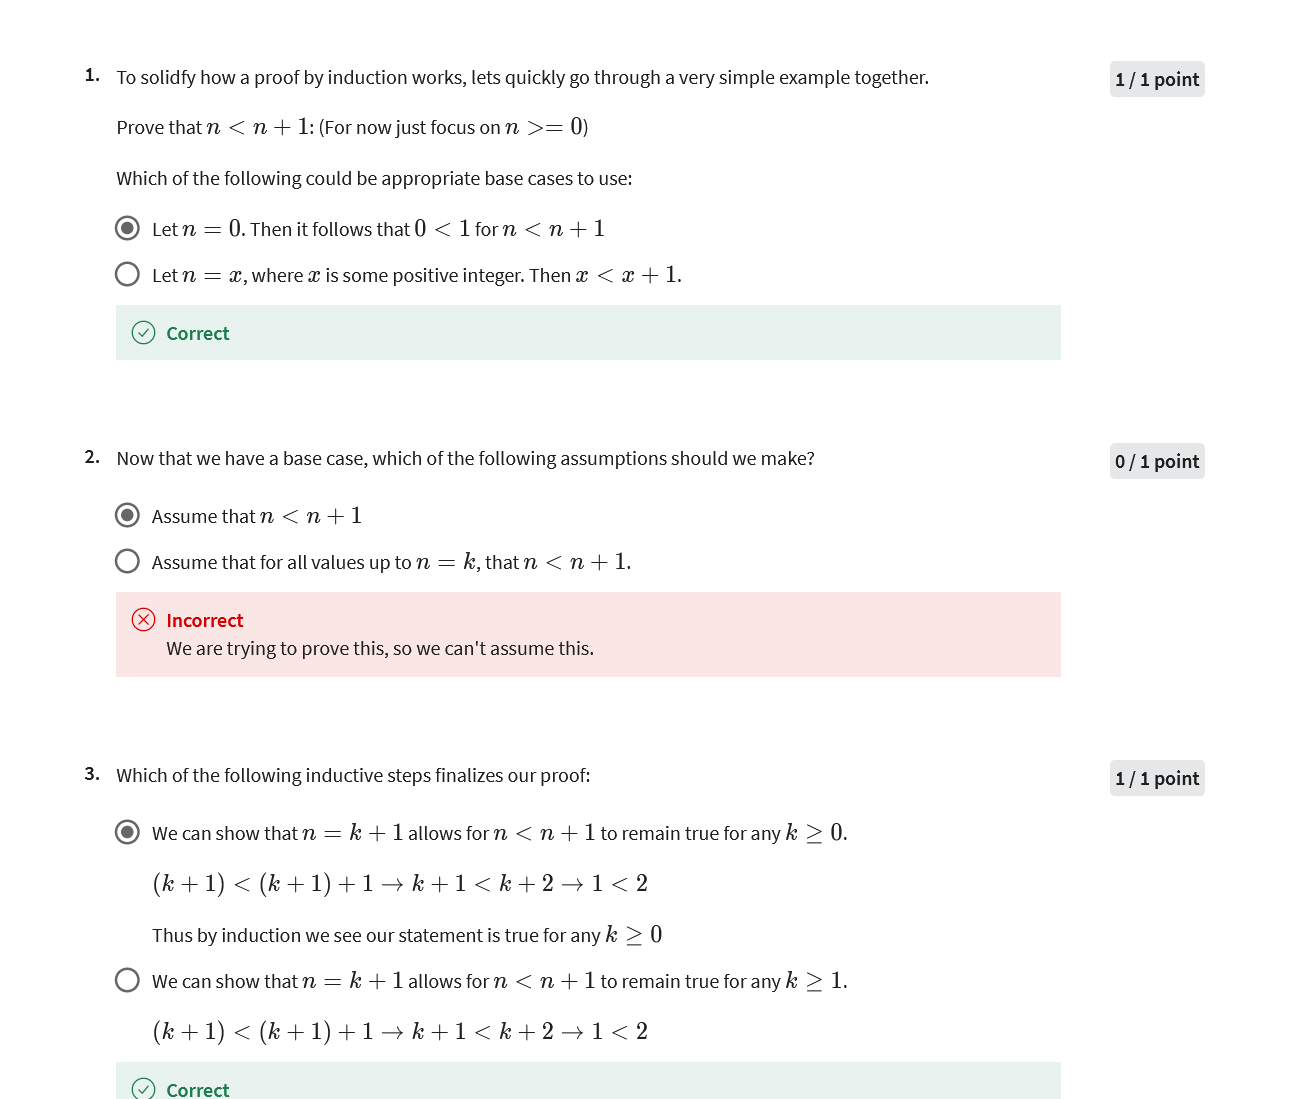 1. To solidfy how a proof by induction works, lets quickly go through a very simple example together. 1 / 1 point
Prove that n < n + 1: (For now just focus on n >= 0)
Which of the following could be appropriate base cases to use:
Let n = 0. Then it follows that 0 < 1 for n < n + 1
Let n = x, where x is some positive integer. Then x < x + 1.
Correct
2. Now that we have a base case, which of the following assumptions should we make? 0 / 1 point
Assume that n < n + 1
Assume that for all values up to n = k, that n < n + 1.
Incorrect
We are trying to prove this, so we can't assume this.
3. Which of the following inductive steps finalizes our proof: 1 / 1 point
We can show that n = k + 1 allows for n < n + 1 to remain true for any k ≥ 0.
(k + 1) < (k + 1) + 1 → k + 1 < k + 2 → 1 < 2
Thus by induction we see our statement is true for any k ≥ 0
We can show that n = k + 1 allows for n < n + 1 to remain true for any k ≥ 1.
(k + 1) < (k + 1) + 1 → k + 1 < k + 2 → 1 < 2
Correct